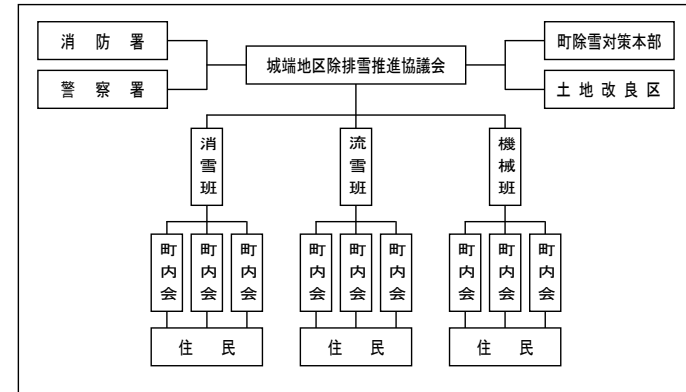 消防署
警察署
城端地区除排雪推進協議会
町除雪対策本部
土地改良区
消雪班
流雪班
機械班
町内会
町内会
町内会
町内会
町内会
町内会
町内会
町内会
町内会
住民
住民
住民